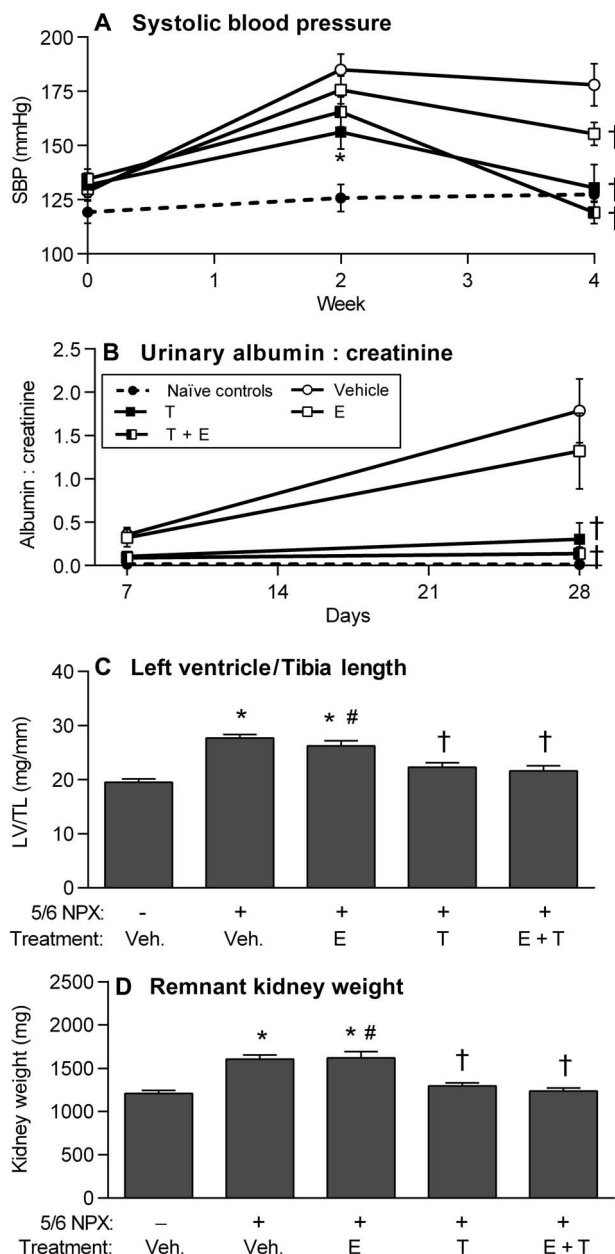 A Systolic blood pressure
200
175
150
125
100
SBP (mmHg)
*
†
†
†
0 1 2 3 4
Week
B Urinary albumin : creatinine
2.5
2.0
1.5
1.0
0.5
0.0
Albumin : creatinine
Naïve controls Vehicle
T E
T + E
†
†
7 14 21 28
Days
C Left ventricle/Tibia length
40
30
20
10
0
LV/TL (mg/mm)
* * # † †
5/6 NPX: - + + + +
Treatment: Veh. Veh. E T E + T
D Remnant kidney weight
2500
2000
1500
1000
500
0
Kidney weight (mg)
* * # † †
5/6 NPX: – + + + +
Treatment: Veh. Veh. E T E + T